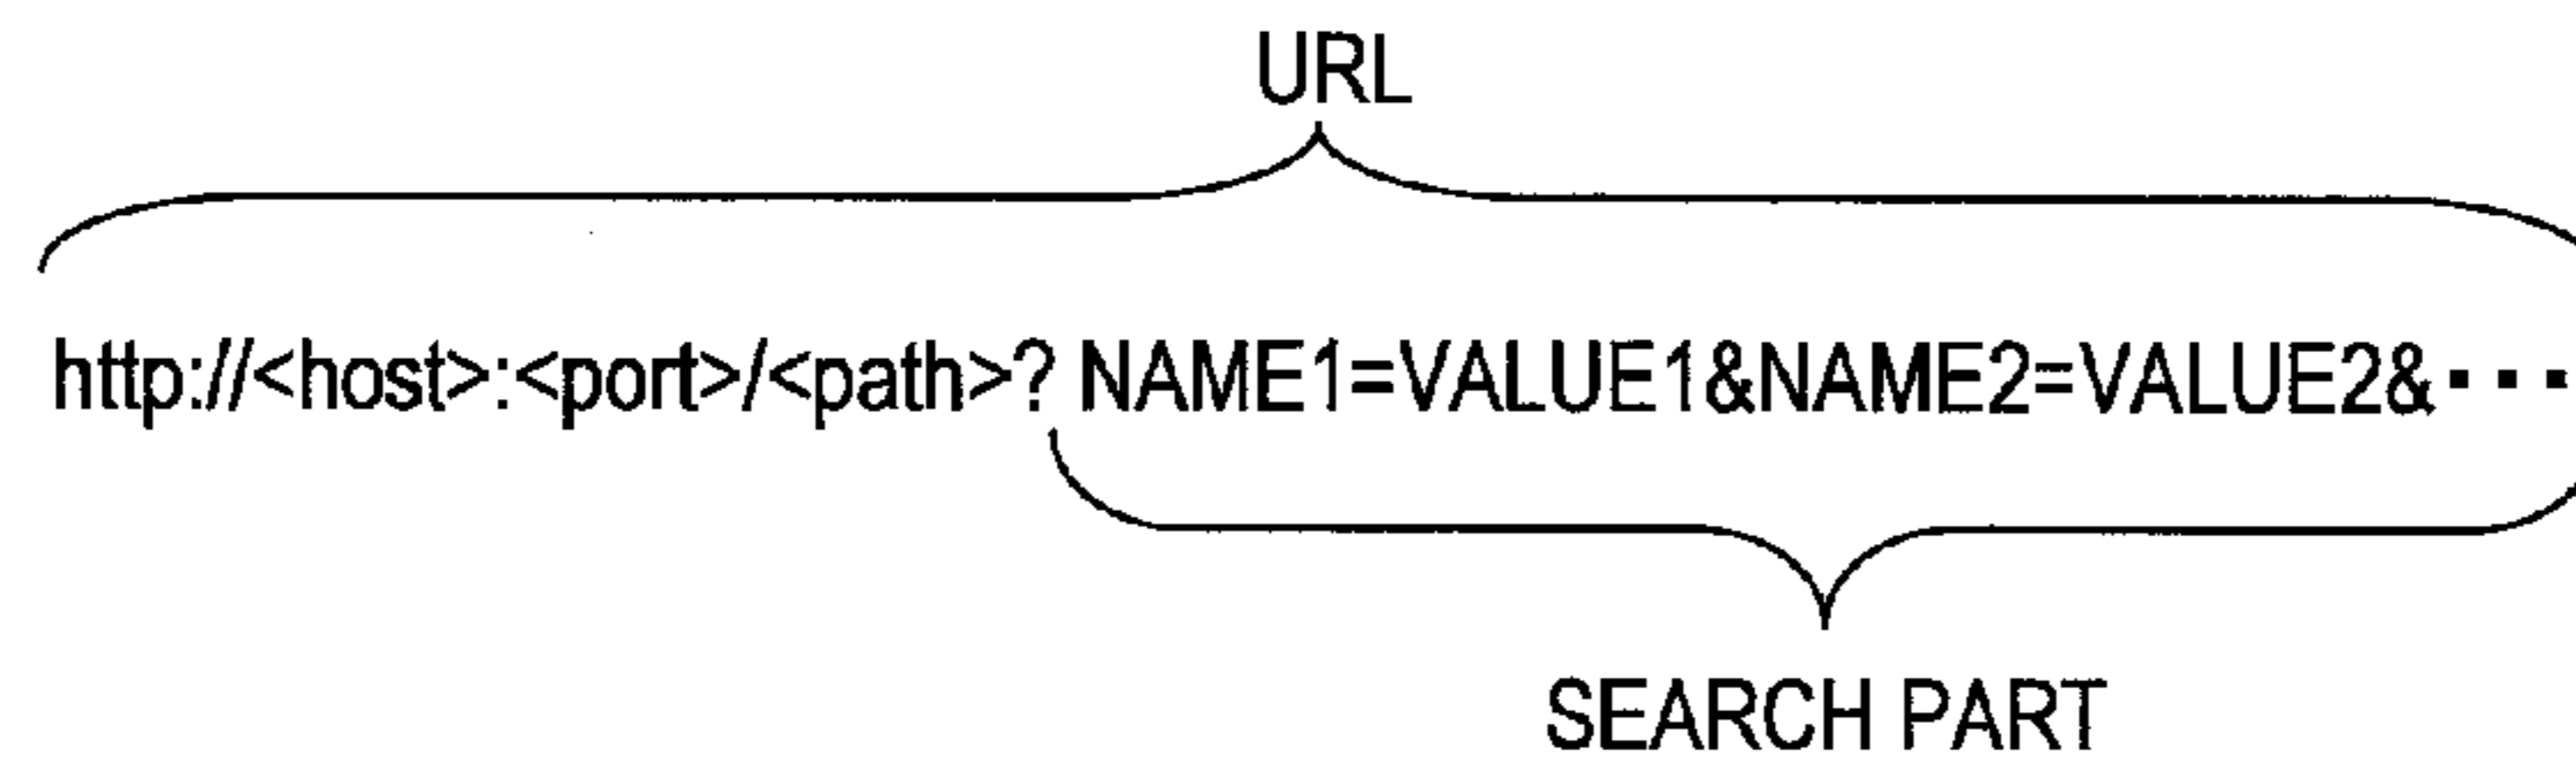 URL
http://<host>:<port>/<path>? NAME1=VALUE1&NAME2=VALUE2&▪▪▪
SEARCH PART